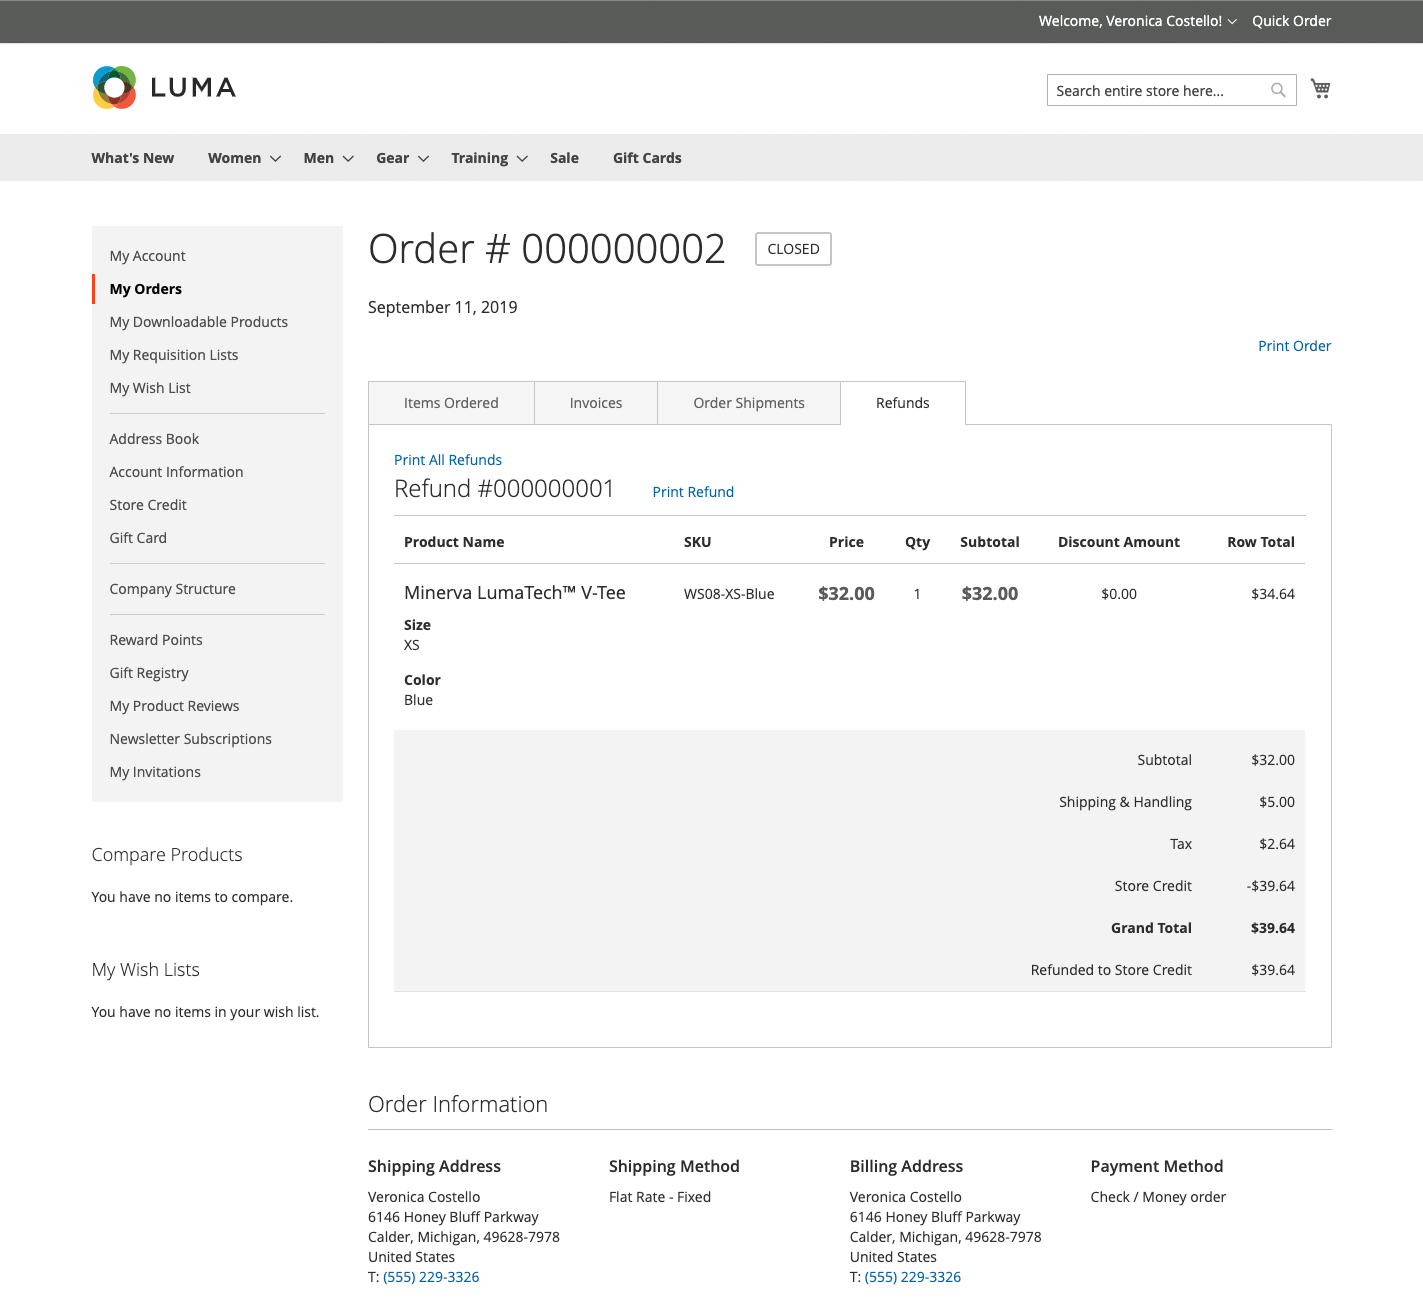 Welcome, Veronica Costello! Quick Order
LUMA
Search entire store here...
What's New Women Men Gear Training Sale Gift Cards
My Account
My Orders
My Downloadable Products
My Requisition Lists
My Wish List
Address Book
Account Information
Store Credit
Gift Card
Company Structure
Reward Points
Gift Registry
My Product Reviews
Newsletter Subscriptions
My Invitations
Compare Products
You have no items to compare.
My Wish Lists
You have no items in your wish list.
Order # 000000002 CLOSED
September 11, 2019
Print Order
Items Ordered Invoices Order Shipments Refunds
Print All Refunds
Refund #000000001 Print Refund
Product Name SKU Price Qty Subtotal Discount Amount Row Total
Minerva LumaTech™ V-Tee WS08-XS-Blue $32.00 1 $32.00 $0.00 $34.64
Size
XS
Color
Blue
Subtotal $32.00
Shipping & Handling $5.00
Tax $2.64
Store Credit -$39.64
Grand Total $39.64
Refunded to Store Credit $39.64
Order Information
Shipping Address
Veronica Costello
6146 Honey Bluff Parkway
Calder, Michigan, 49628-7978
United States
T: (555) 229-3326
Shipping Method
Flat Rate - Fixed
Billing Address
Veronica Costello
6146 Honey Bluff Parkway
Calder, Michigan, 49628-7978
United States
T: (555) 229-3326
Payment Method
Check / Money order